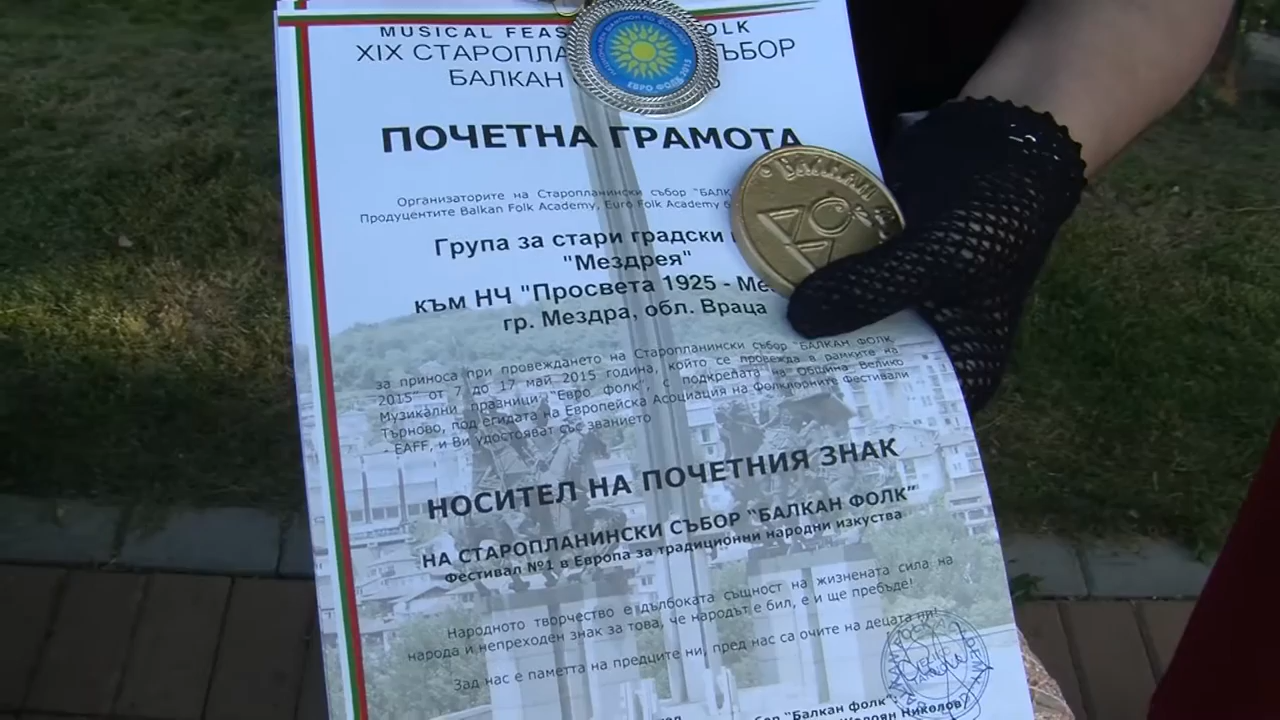 MUSICAL FEAS OLK
XIX СТАРОПЛА ЪБОР
БАЛКАН
ЕВРО ФОЛК 2015
ПОЧЕТНА ГРАМОТА
БАЛКАН
Организаторите на Старопланински събор "БАЛК
Продуцентите Balkan Folk Academy, Euro Folk Academy
Група за стари градски
"Мездрея"
към НЧ "Просвета 1925 - Ме
гр. Мездра, обл. Враца
за приноса при провеждането на Старопланински събор "БАЛКАН ФОЛК
2015" от 7 до 17 май 2015 година, който се провежда в рамките на
Музикални празници "Евро фолк", с подкрепата на Община Велико
Търново, под егидата на Европейска Асоциация на Фолклорните Фестивали
- EAFF, и Ви удостояват със званието
НОСИТЕЛ НА ПОЧЕТНИЯ ЗНАК
НА СТАРОПЛАНИНСКИ СЪБОР "БАЛКАН ФОЛК"
Фестивал №1 в Европа за традиционни народни изкуства
Народното творчество е дълбоката същност на жизнената сила на
народа и непреходен знак за това, че народът е бил, е и ще пребъде!
Зад нас е паметта на предците ни, пред нас са очите на децата ни!
"Балкан фолк"
Николов